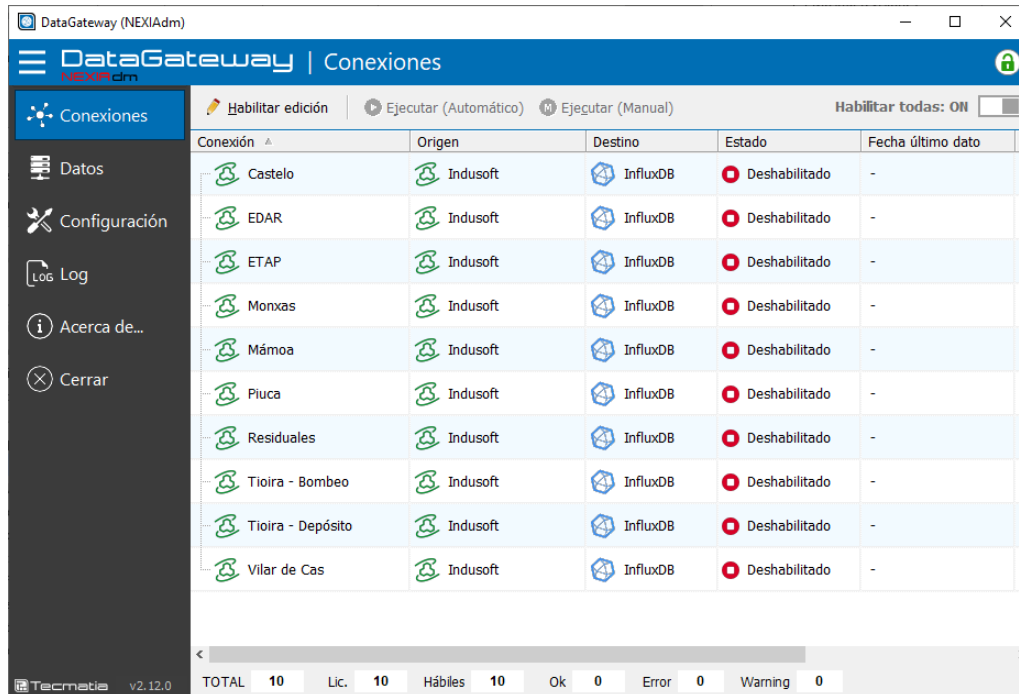 DataGateway (NEXIAdm)
DataGateway | Conexiones
NEXIAdm
Conexiones
Datos
Configuración
LOG Log
i Acerca de...
Cerrar
Tecmatia v2.12.0
Habilitar edición Ejecutar (Automático) M Ejecutar (Manual) Habilitar todas: ON
Conexión Origen Destino Estado Fecha último dato
Castelo Indusoft InfluxDB Deshabilitado -
EDAR Indusoft InfluxDB Deshabilitado -
ETAP Indusoft InfluxDB Deshabilitado -
Monxas Indusoft InfluxDB Deshabilitado -
Mámoa Indusoft InfluxDB Deshabilitado -
Piuca Indusoft InfluxDB Deshabilitado -
Residuales Indusoft InfluxDB Deshabilitado -
Tioira - Bombeo Indusoft InfluxDB Deshabilitado -
Tioira - Depósito Indusoft InfluxDB Deshabilitado -
Vilar de Cas Indusoft InfluxDB Deshabilitado -
TOTAL 10 Lic. 10 Hábiles 10 Ok 0 Error 0 Warning 0